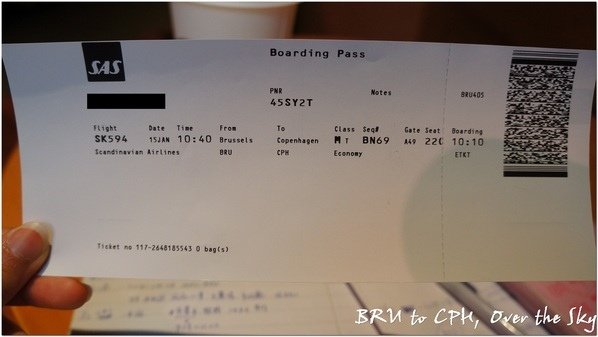 SAS
Boarding Pass
PNR
Notes
BRU405
45SY2T
Flight Date Time From To Class Seq# Gate Seat Boarding
SK594 15JAN 10:40 Brussels Copenhagen M T BN69 A49 22C 10:10
Scandinavian Airlines BRU CPH Economy ETKT
Ticket no 117-2648185543 0 bag(s)
BRU to CPH, Over the Sky